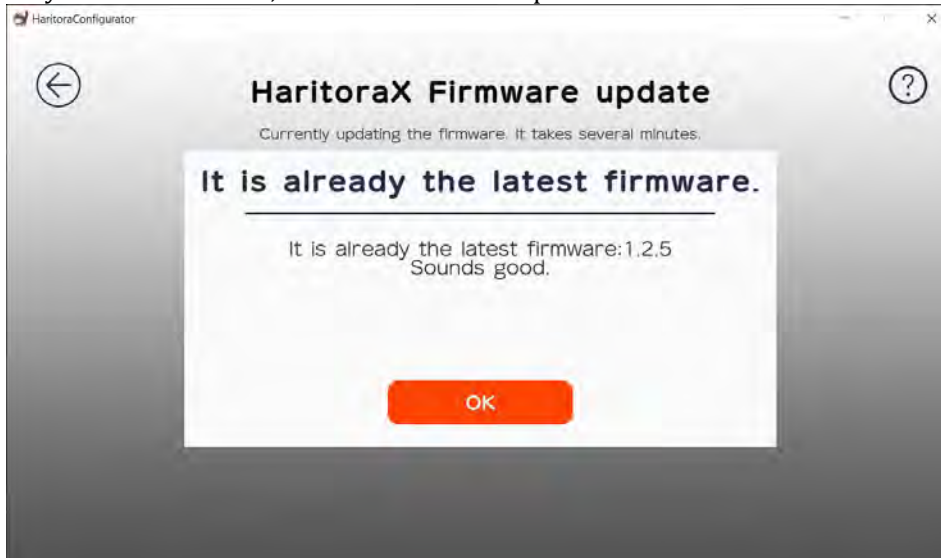 HaritoraConfigurator
HaritoraX Firmware update
Currently updating the firmware. It takes several minutes.
It is already the latest firmware.
It is already the latest firmware:1.2.5
Sounds good.
OK
?